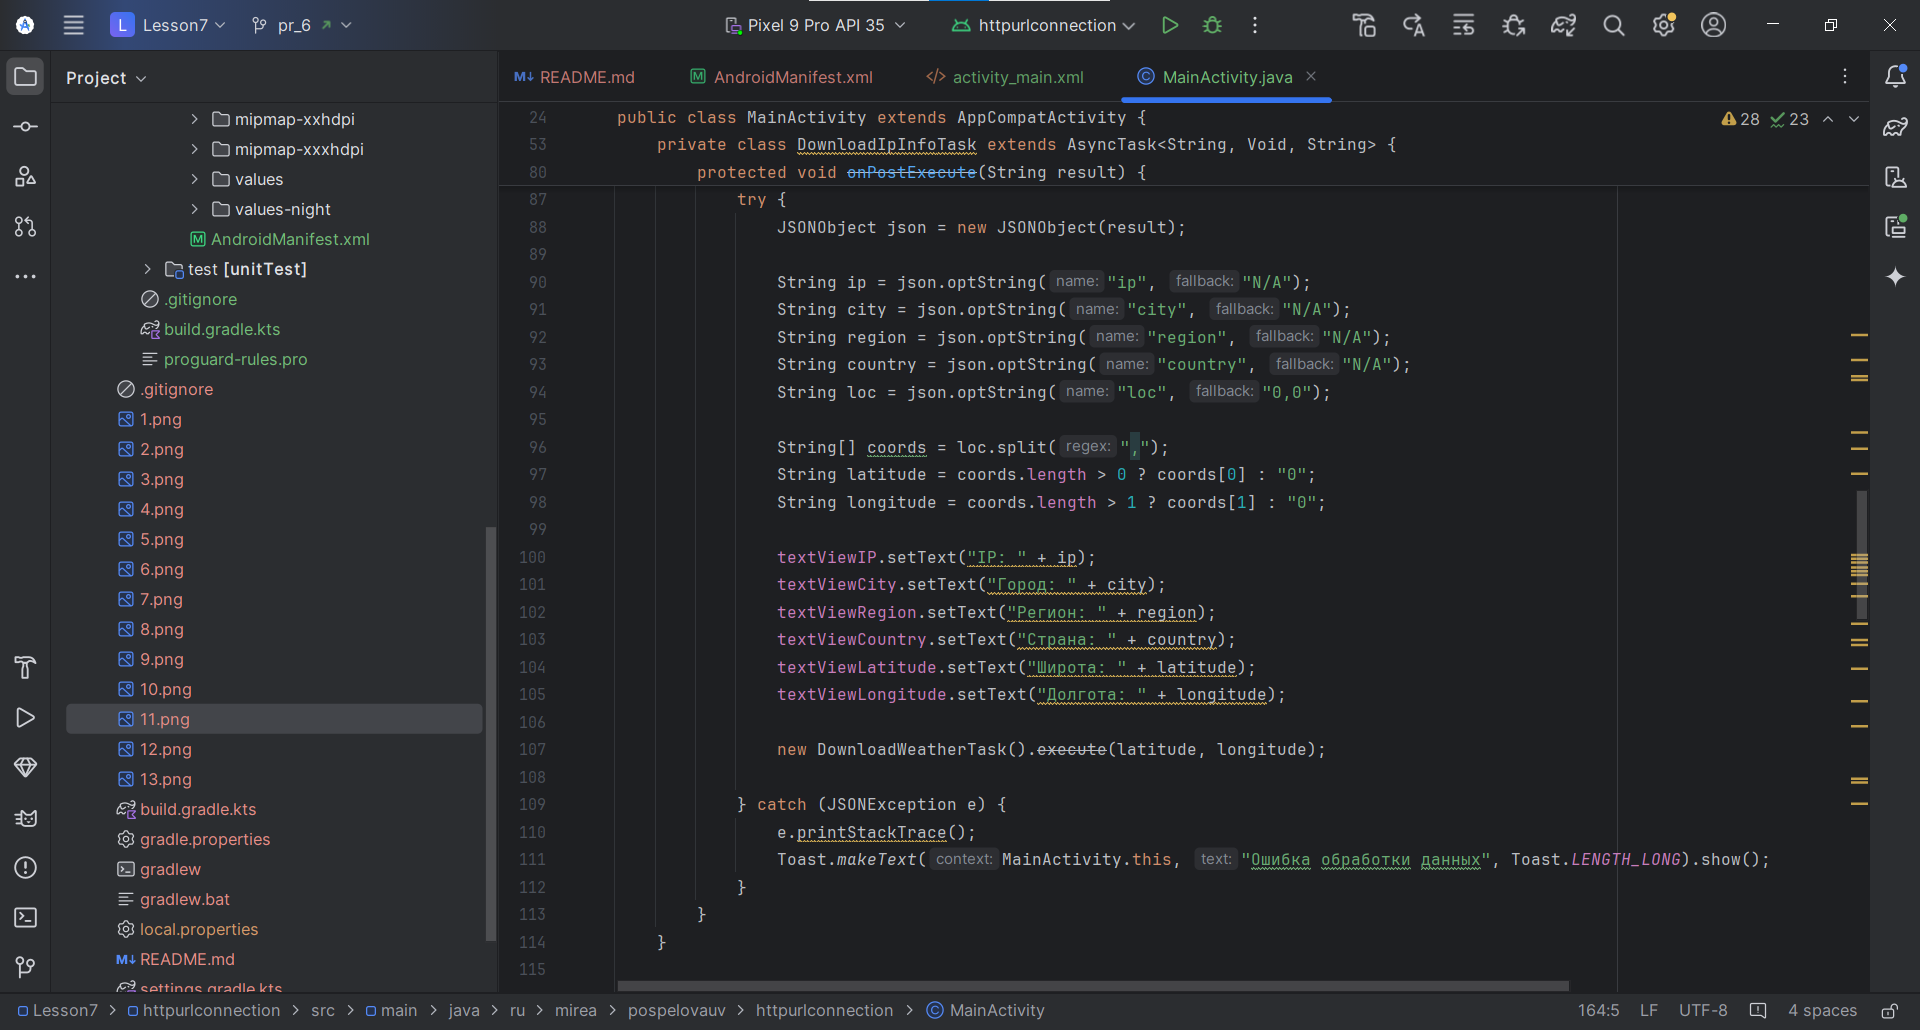 L Lesson7 pr_6 Pixel 9 Pro API 35 httpurlconnection
Project
mipmap-xxhdpi
mipmap-xxxhdpi
values
values-night
AndroidManifest.xml
test [unitTest]
.gitignore
build.gradle.kts
proguard-rules.pro
.gitignore
1.png
2.png
3.png
4.png
5.png
6.png
7.png
8.png
9.png
10.png
11.png
12.png
13.png
build.gradle.kts
gradle.properties
gradlew
gradlew.bat
local.properties
README.md
settings.gradle.kts
README.md AndroidManifest.xml activity_main.xml MainActivity.java
28 23
24 public class MainActivity extends AppCompatActivity {
53 private class DownloadIpInfoTask extends AsyncTask<String, Void, String> {
80 protected void onPostExecute(String result) {
87 try {
88 JSONObject json = new JSONObject(result);
89
90 String ip = json.optString( name: "ip", fallback: "N/A");
91 String city = json.optString( name: "city", fallback: "N/A");
92 String region = json.optString( name: "region", fallback: "N/A");
93 String country = json.optString( name: "country", fallback: "N/A");
94 String loc = json.optString( name: "loc", fallback: "0,0");
95
96 String[] coords = loc.split( regex: ",");
97 String latitude = coords.length > 0 ? coords[0] : "0";
98 String longitude = coords.length > 1 ? coords[1] : "0";
99
100 textViewIP.setText("IP: " + ip);
101 textViewCity.setText("Город: " + city);
102 textViewRegion.setText("Регион: " + region);
103 textViewCountry.setText("Страна: " + country);
104 textViewLatitude.setText("Широта: " + latitude);
105 textViewLongitude.setText("Долгота: " + longitude);
106
107 new DownloadWeatherTask().execute(latitude, longitude);
108
109 } catch (JSONException e) {
110 e.printStackTrace();
111 Toast.makeText( context: MainActivity.this, text: "Ошибка обработки данных", Toast.LENGTH_LONG).show();
112 }
113 }
114 }
115
Lesson7 > httpurlconnection > src > main > java > ru > mirea > pospelovauv > httpurlconnection > MainActivity 164:5 LF UTF-8 4 spaces